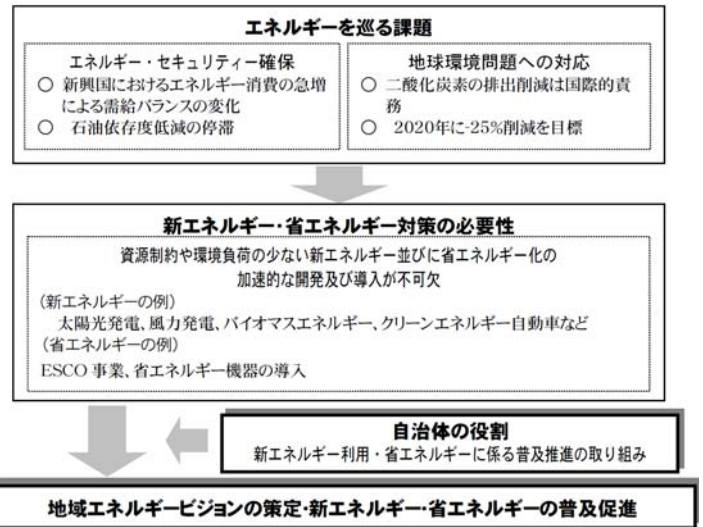 エネルギーを巡る課題
エネルギー・セキュリティー確保
○ 新興国におけるエネルギー消費の急増
による需給バランスの変化
○ 石油依存度低減の停滞
地球環境問題への対応
○ 二酸化炭素の排出削減は国際的責
務
○ 2020年に-25%削減を目標
新エネルギー・省エネルギー対策の必要性
資源制約や環境負荷の少ない新エネルギー並びに省エネルギー化の
加速的な開発及び導入が不可欠
(新エネルギーの例)
太陽光発電、風力発電、バイオマスエネルギー、クリーンエネルギー自動車など
(省エネルギーの例)
ESCO 事業、省エネルギー機器の導入
自治体の役割
新エネルギー利用・省エネルギーに係る普及推進の取り組み
地域エネルギービジョンの策定・新エネルギー・省エネルギーの普及促進